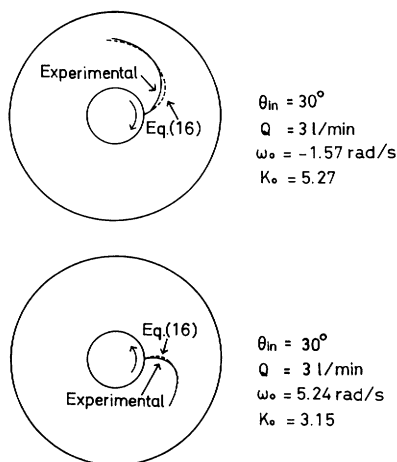 Experimental
Eq.(16)
θin = 30°
Q = 3 l/min
ωo = -1.57 rad/s
Ko = 5.27
Eq.(16)
Experimental
θin = 30°
Q = 3 l/min
ωo = 5.24 rad/s
Ko = 3.15